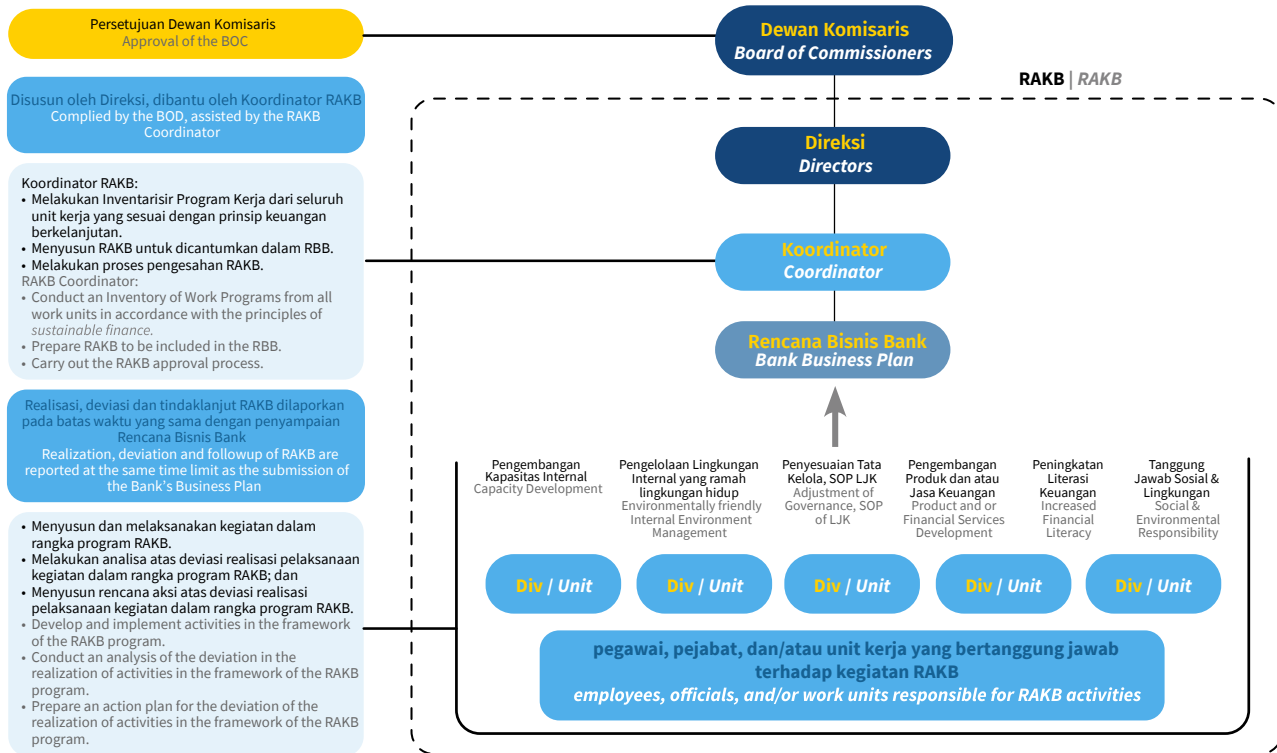 Persetujuan Dewan Komisaris
Approval of the BOC
Disusun oleh Direksi, dibantu oleh Koordinator RAKB
Complied by the BOD, assisted by the RAKB
Coordinator
Koordinator RAKB:
• Melakukan Inventarisir Program Kerja dari seluruh
unit kerja yang sesuai dengan prinsip keuangan
berkelanjutan.
• Menyusun RAKB untuk dicantumkan dalam RBB.
• Melakukan proses pengesahan RAKB.
RAKB Coordinator:
• Conduct an Inventory of Work Programs from all
work units in accordance with the principles of
sustainable finance.
• Prepare RAKB to be included in the RBB.
• Carry out the RAKB approval process.
Realisasi, deviasi dan tindaklanjut RAKB dilaporkan
pada batas waktu yang sama dengan penyampaian
Rencana Bisnis Bank
Realization, deviation and followup of RAKB are
reported at the same time limit as the submission of
the Bank's Business Plan
• Menyusun dan melaksanakan kegiatan dalam
rangka program RAKB.
• Melakukan analisa atas deviasi realisasi pelaksanaan
kegiatan dalam rangka program RAKB; dan
• Menyusun rencana aksi atas deviasi realisasi
pelaksanaan kegiatan dalam rangka program RAKB.
• Develop and implement activities in the framework
of the RAKB program.
• Conduct an analysis of the deviation in the
realization of activities in the framework of the RAKB
program.
• Prepare an action plan for the deviation of the
realization of activities in the framework of the RAKB
program.
Dewan Komisaris
Board of Commissioners
RAKB | RAKB
Direksi
Directors
Koordinator
Coordinator
Rencana Bisnis Bank
Bank Business Plan
Pengembangan
Kapasitas Internal
Capacity Development
Pengelolaan Lingkungan
Internal yang ramah
lingkungan hidup
Environmentally friendly
Internal Environment
Management
Penyesuaian Tata
Kelola, SOP LJK
Adjustment of
Governance, SOP
of LJK
Pengembangan
Produk dan atau
Jasa Keuangan
Product and or
Financial Services
Development
Peningkatan
Literasi
Keuangan
Increased
Financial
Literacy
Tanggung
Jawab Sosial &
Lingkungan
Social &
Environmental
Responsibility
Div / Unit
Div / Unit
Div / Unit
Div / Unit
Div / Unit
pegawai, pejabat, dan/atau unit kerja yang bertanggung jawab
terhadap kegiatan RAKB
employees, officials, and/or work units responsible for RAKB activities